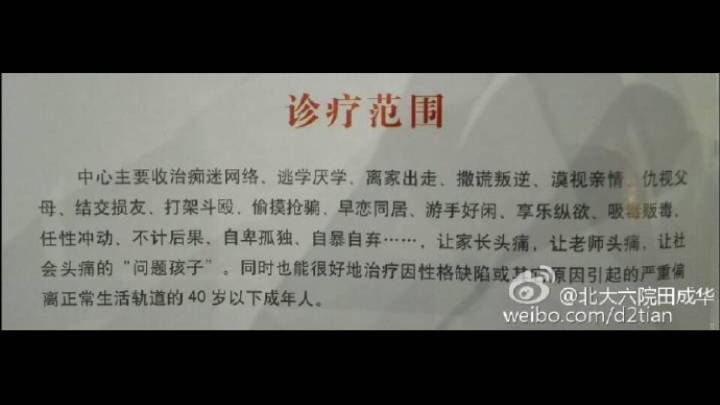 诊疗范围
中心主要收治痴迷网络、逃学厌学、离家出走、撒谎叛逆、漠视亲情、仇视父
母、结交损友、打架斗殴、偷摸抢骗、早恋同居、游手好闲、享乐纵欲、吸毒贩毒、
任性冲动、不计后果、自卑孤独、自暴自弃……，让家长头痛，让老师头痛，让社
会头痛的“问题孩子”。同时也能很好地治疗因性格缺陷或其它原因引起的严重偏
离正常生活轨道的 40 岁以下成年人。
@北大六院田成华
weibo.com/d2tian